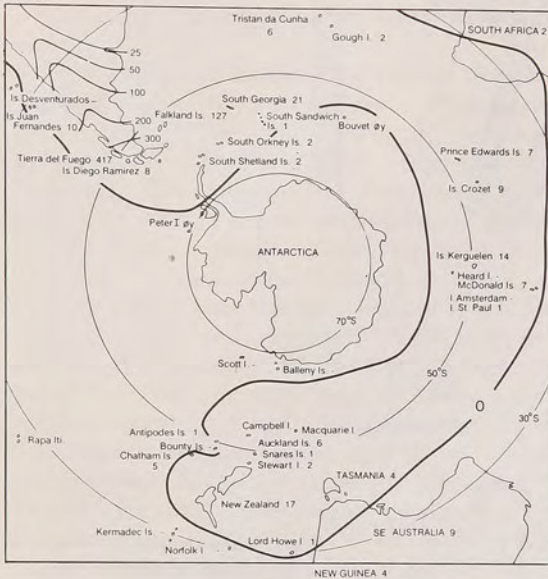 Tristan da Cunha
6
Gough I. 2
SOUTH AFRICA 2
25
50
100
200
300
Is Desventurados
Is Juan
Fernandes 10
Falkland Is. 127
South Georgia 21
South Sandwich
Is. 1
Bouvet øy
South Orkney Is. 2
South Shetland Is. 2
Tierra del Fuego 417
Is Diego Ramirez 8
Prince Edwards Is. 7
Is. Crozet 9
Peter I øy
ANTARCTICA
Is Kerguelen 14
Heard I.
McDonald Is. 7
I Amsterdam
I. St Paul 1
70°S
50°S
30°S
0
Scott I.
Balleny Is.
Antipodes Is. 1
Bounty Is
Chatham Is
5
Campbell I.
Macquarie I
Auckland Is. 6
Snares Is. 1
Stewart I. 2
Rapa Iti.
TASMANIA 4
New Zealand 17
SE AUSTRALIA 9
Kermadec Is.
Norfolk I
Lord Howe I 1
NEW GUINEA 4